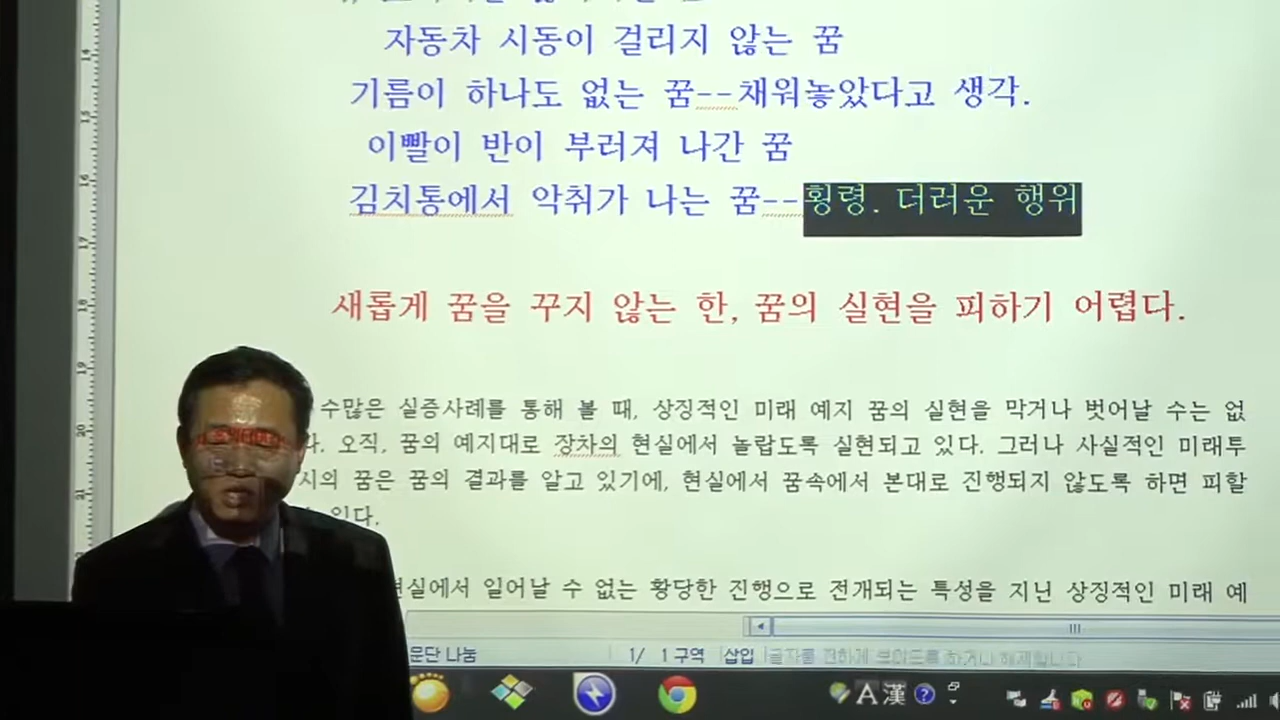 자동차 시동이 걸리지 않는 꿈
기름이 하나도 없는 꿈--채워놓았다고 생각.
이빨이 반이 부러져 나간 꿈
김치통에서 악취가 나는 꿈--횡령. 더러운 행위
새롭게 꿈을 꾸지 않는 한, 꿈의 실현을 피하기 어렵다.
수많은 실증사례를 통해 볼 때, 상징적인 미래 예지 꿈의 실현을 막거나 벗어날 수는 없
다. 오직, 꿈의 예지대로 장차의 현실에서 놀랍도록 실현되고 있다. 그러나 사실적인 미래투
시의 꿈은 꿈의 결과를 알고 있기에, 현실에서 꿈속에서 본대로 진행되지 않도록 하면 피할
있다.
현실에서 일어날 수 없는 황당한 진행으로 전개되는 특성을 지닌 상징적인 미래 예
문단 나눔 1/ 1 구역 삽입
A 漢